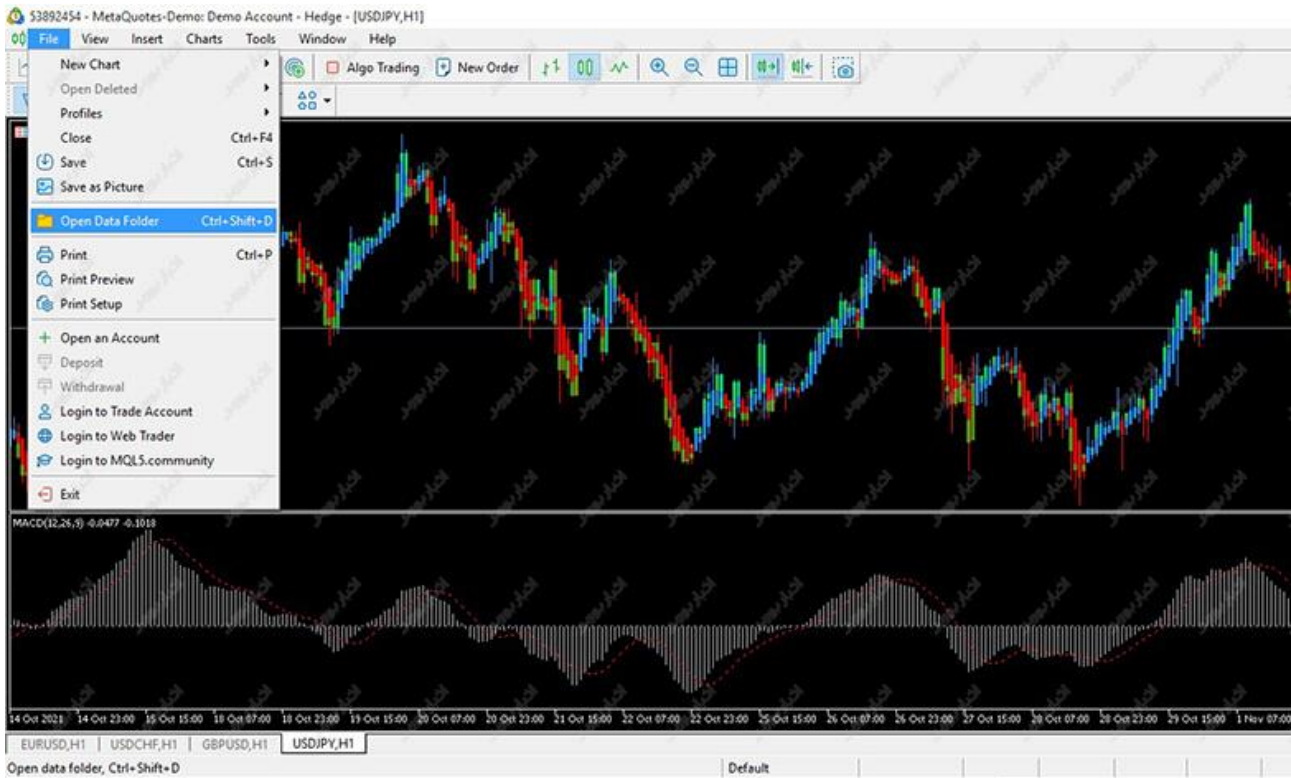 53892454 - MetaQuotes-Demo: Demo Account - Hedge - [USDJPY,H1]
File View Insert Charts Tools Window Help
Algo Trading New Order
New Chart
Open Deleted
Profiles
Close Ctrl+F4
Save Ctrl+S
Save as Picture
Open Data Folder Ctrl+Shift+D
Print Ctrl+P
Print Preview
Print Setup
Open an Account
Deposit
Withdrawal
Login to Trade Account
Login to Web Trader
Login to MQL5.community
Exit
MACD(12,26,9) -0.0477 -0.1018
14 Oct 2021 14 Oct 23:00 15 Oct 15:00 18 Oct 07:00 18 Oct 23:00 19 Oct 15:00 20 Oct 07:00 20 Oct 23:00 21 Oct 15:00 22 Oct 07:00 22 Oct 23:00 25 Oct 15:00 26 Oct 07:00 26 Oct 23:00 27 Oct 15:00 28 Oct 07:00 28 Oct 23:00 29 Oct 15:00 1 Nov 07:00
EURUSD,H1 USDCHF,H1 GBPUSD,H1 USDJPY,H1
Open data folder, Ctrl+Shift+D Default